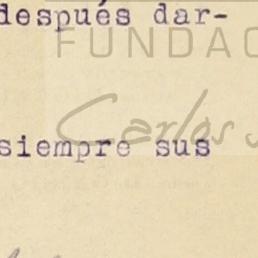 después dar-
FUNDAC
Carlos
siempre sus